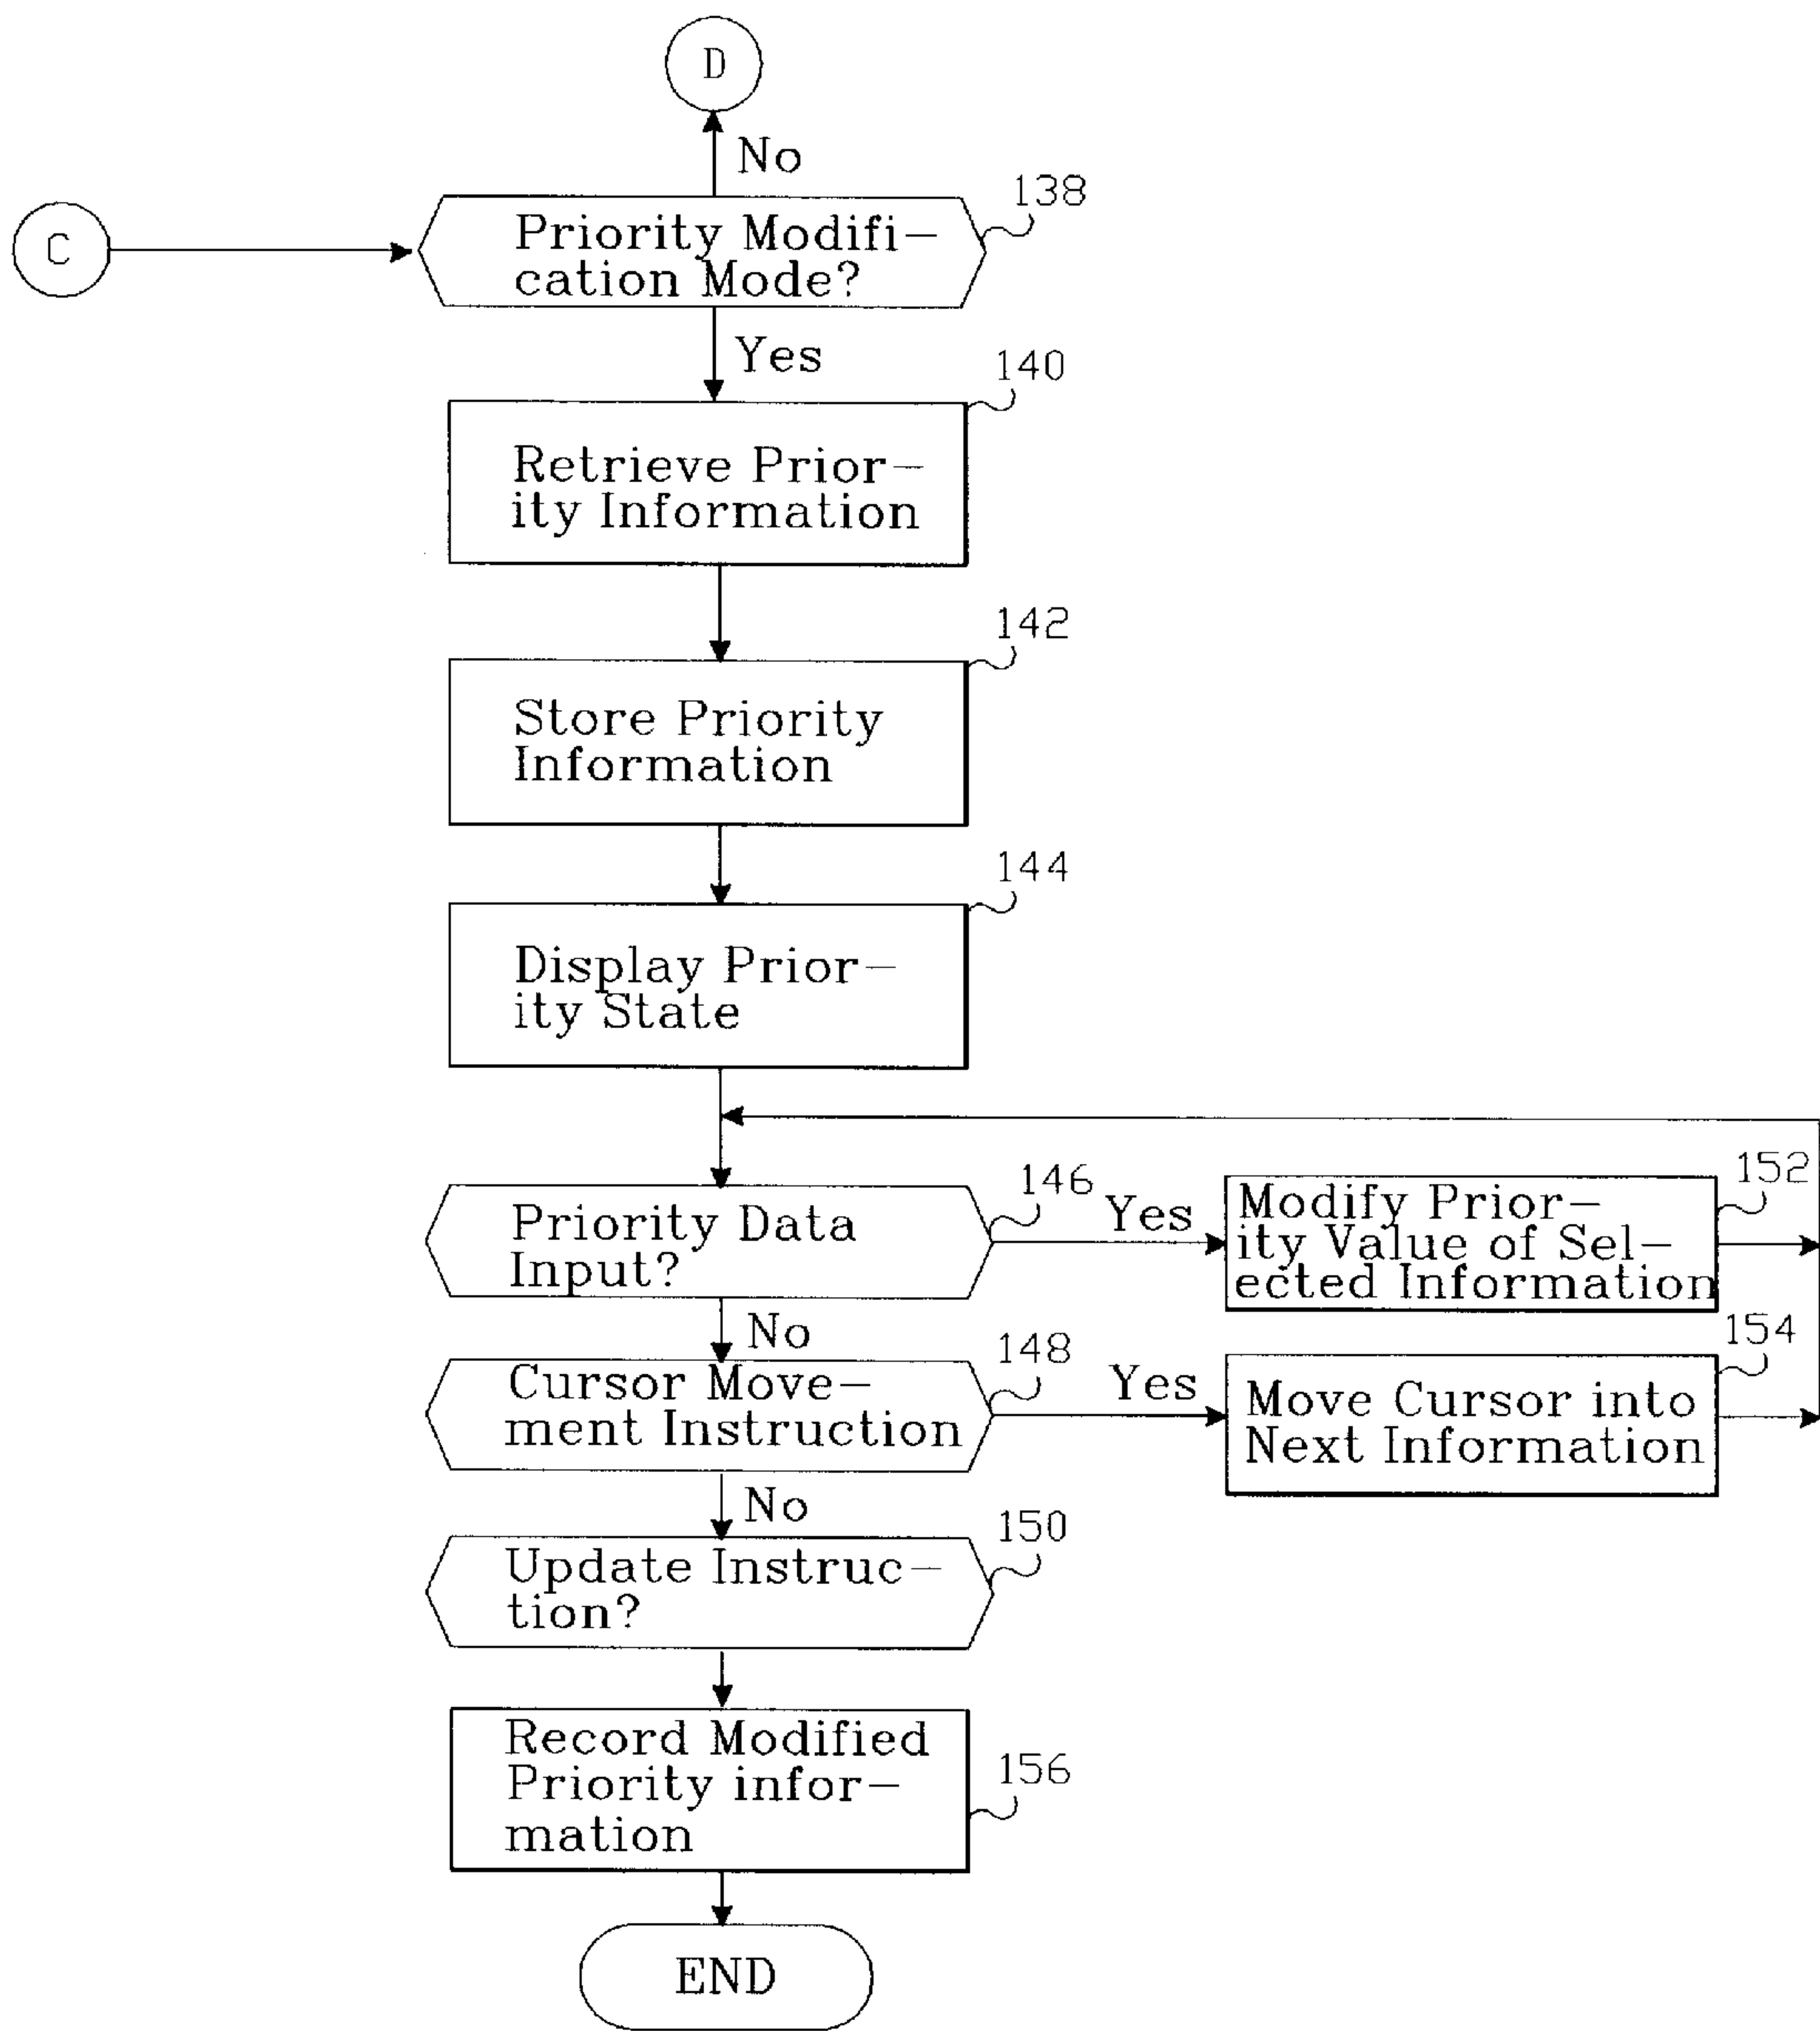 D
No
138
C
Priority Modifi-
cation Mode?
Yes
140
Retrieve Prior-
ity Information
142
Store Priority
Information
144
Display Prior-
ity State
146
Priority Data
Input?
Yes
152
Modify Prior-
ity Value of Sel-
ected Information
No
148
Cursor Move-
ment Instruction
Yes
154
Move Cursor into
Next Information
No
150
Update Instruc-
tion?
Record Modified
Priority infor-
mation
156
END